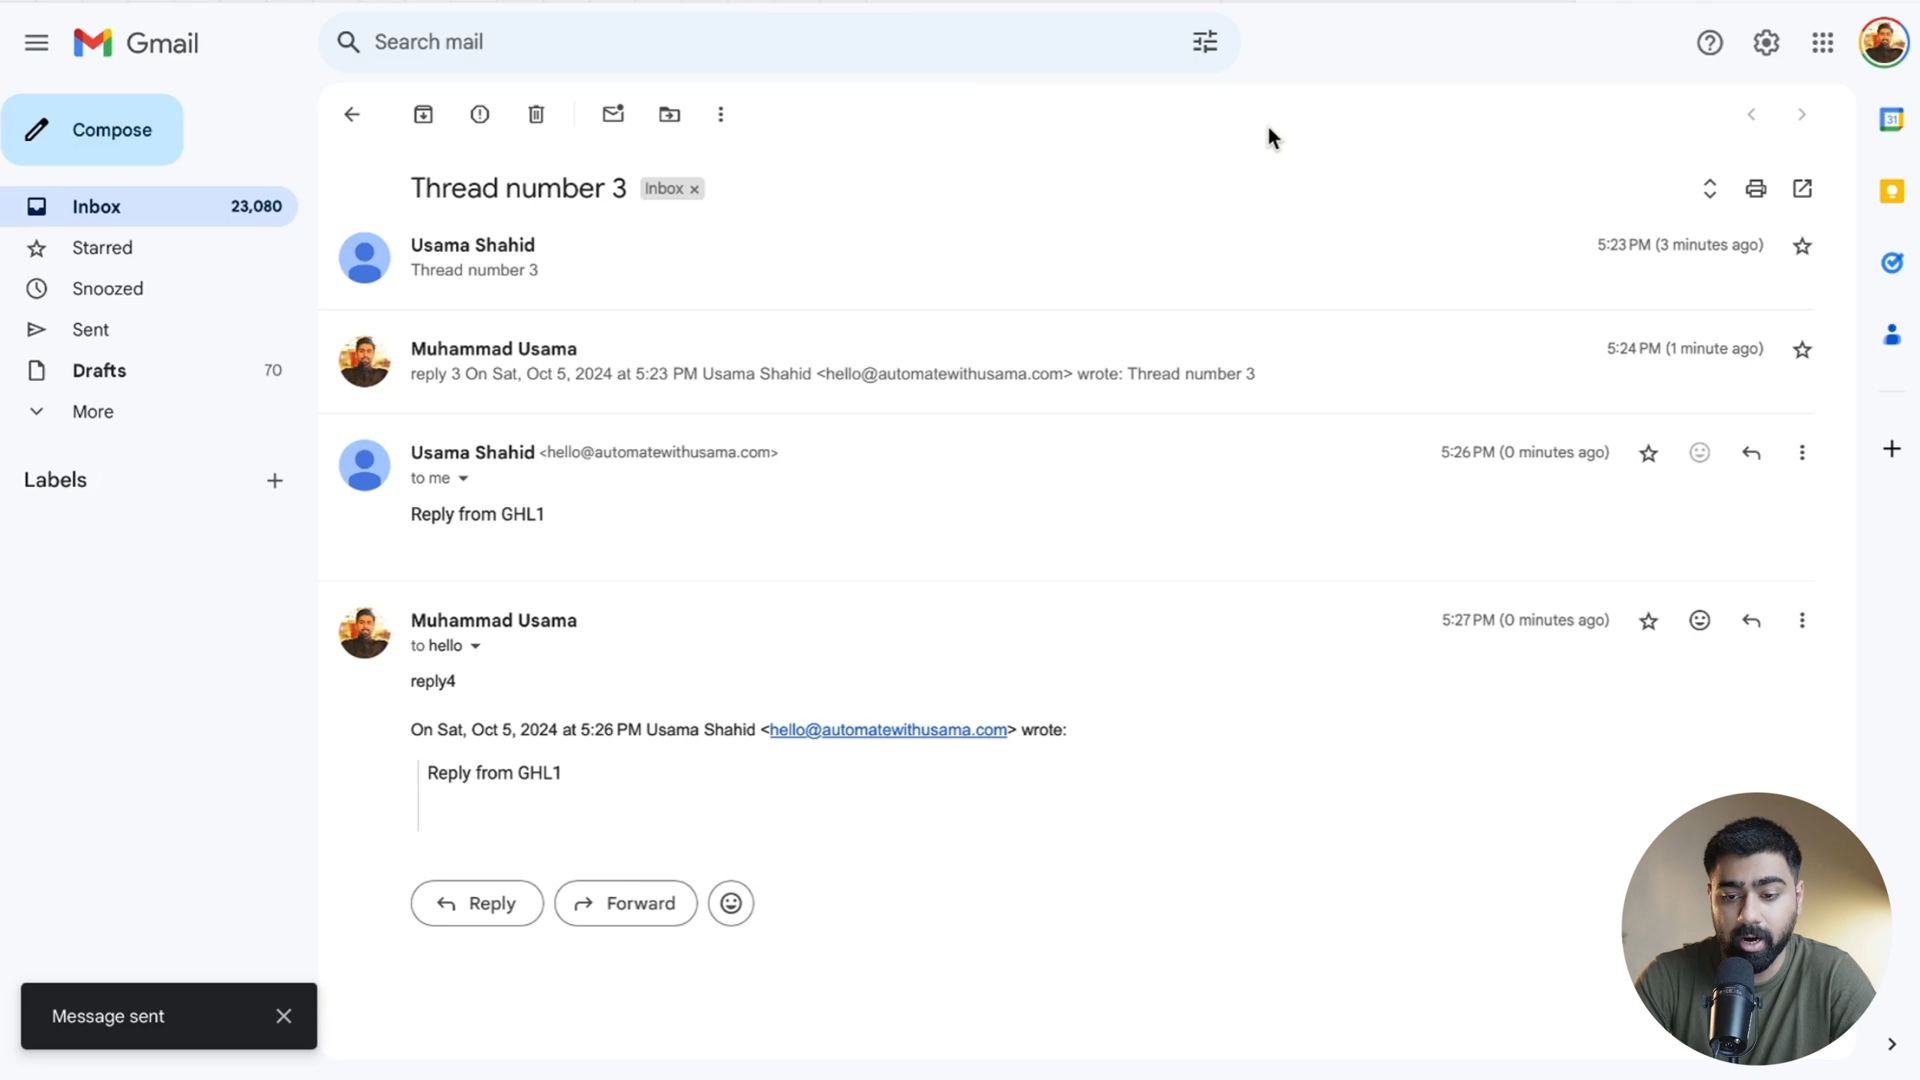 Gmail
Search mail
Compose
Inbox 23,080
Starred
Snoozed
Sent
Drafts 70
More
Labels
Thread number 3 Inbox x
Usama Shahid 5:23 PM (3 minutes ago)
Thread number 3
Muhammad Usama 5:24 PM (1 minute ago)
reply 3 On Sat, Oct 5, 2024 at 5:23 PM Usama Shahid <hello@automatewithusama.com> wrote: Thread number 3
Usama Shahid <hello@automatewithusama.com> 5:26 PM (0 minutes ago)
to me
Reply from GHL1
Muhammad Usama 5:27 PM (0 minutes ago)
to hello
reply4
On Sat, Oct 5, 2024 at 5:26 PM Usama Shahid <hello@automatewithusama.com> wrote:
Reply from GHL1
Reply Forward
Message sent
31